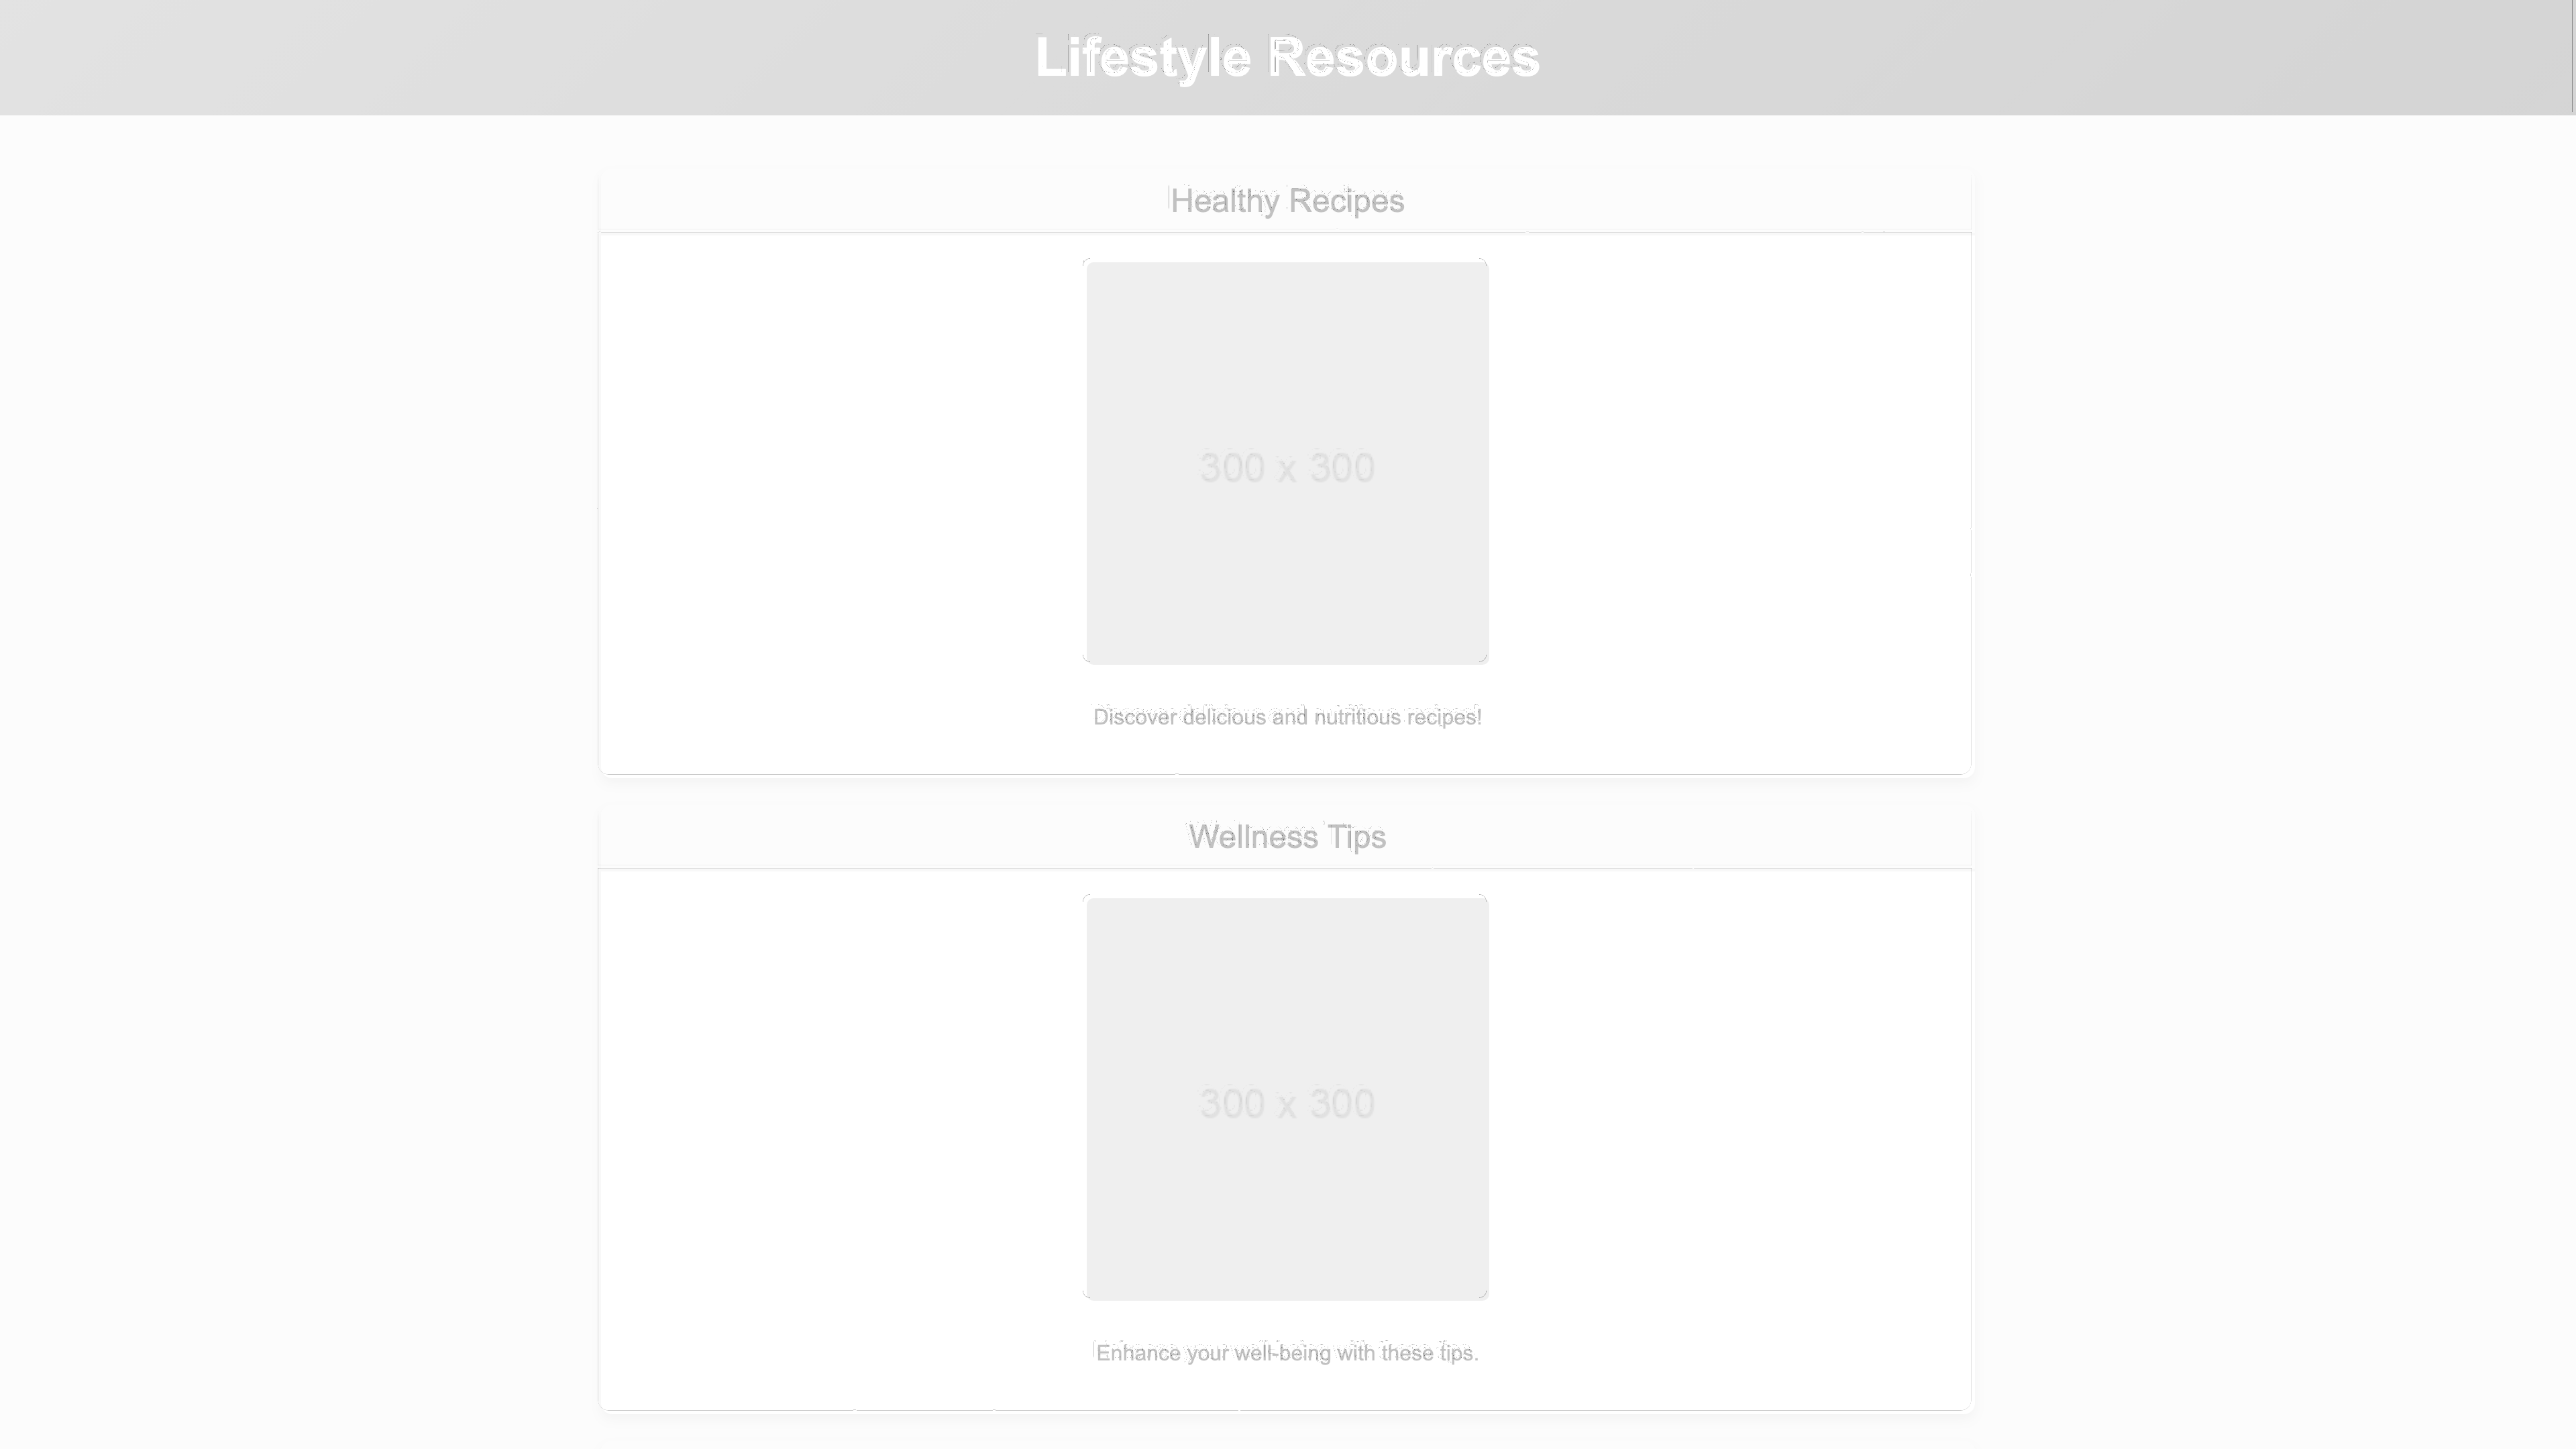 Lifestyle Resources
Healthy Recipes
300 x 300
Discover delicious and nutritious recipes!
Wellness Tips
300 x 300
Enhance your well-being with these tips.